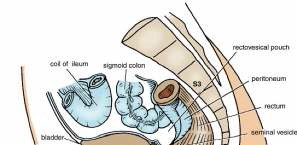 rectovesical pouch
coil of ileum
sigmoid colon
peritoneum
S3
rectum
bladder
seminal vesicle